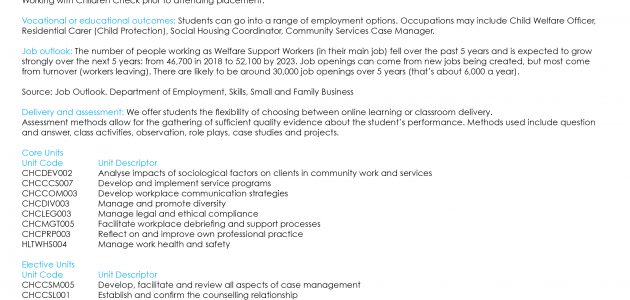 Working with Children Check prior to attending placement.
Vocational or educational outcomes: Students can go into a range of employment options. Occupations may include Child Welfare Officer,
Residential Carer (Child Protection), Social Housing Coordinator, Community Services Case Manager.
Job outlook: The number of people working as Welfare Support Workers (in their main job) fell over the past 5 years and is expected to grow
strongly over the next 5 years: from 46,700 in 2018 to 52,100 by 2023. Job openings can come from new jobs being created, but most come
from turnover (workers leaving). There are likely to be around 30,000 job openings over 5 years (that's about 6,000 a year).
Source: Job Outlook, Department of Employment, Skills, Small and Family Business
Delivery and assessment: We offer students the flexibility of choosing between online learning or classroom delivery.
Assessment methods allow for the gathering of sufficient quality evidence about the student's performance. Methods used include question
and answer, class activities, observation, role plays, case studies and projects.
Core Units
Unit Code Unit Descriptor
CHCDEV002 Analyse impacts of sociological factors on clients in community work and services
CHCCCS007 Develop and implement service programs
CHCCOM003 Develop workplace communication strategies
CHCDIV003 Manage and promote diversity
CHCLEG003 Manage legal and ethical compliance
CHCMGT005 Facilitate workplace debriefing and support processes
CHCPRP003 Reflect on and improve own professional practice
HLTWHS004 Manage work health and safety
Elective Units
Unit Code Unit Descriptor
CHCCSM005 Develop, facilitate and review all aspects of case management
CHCCSL001 Establish and confirm the counselling relationship